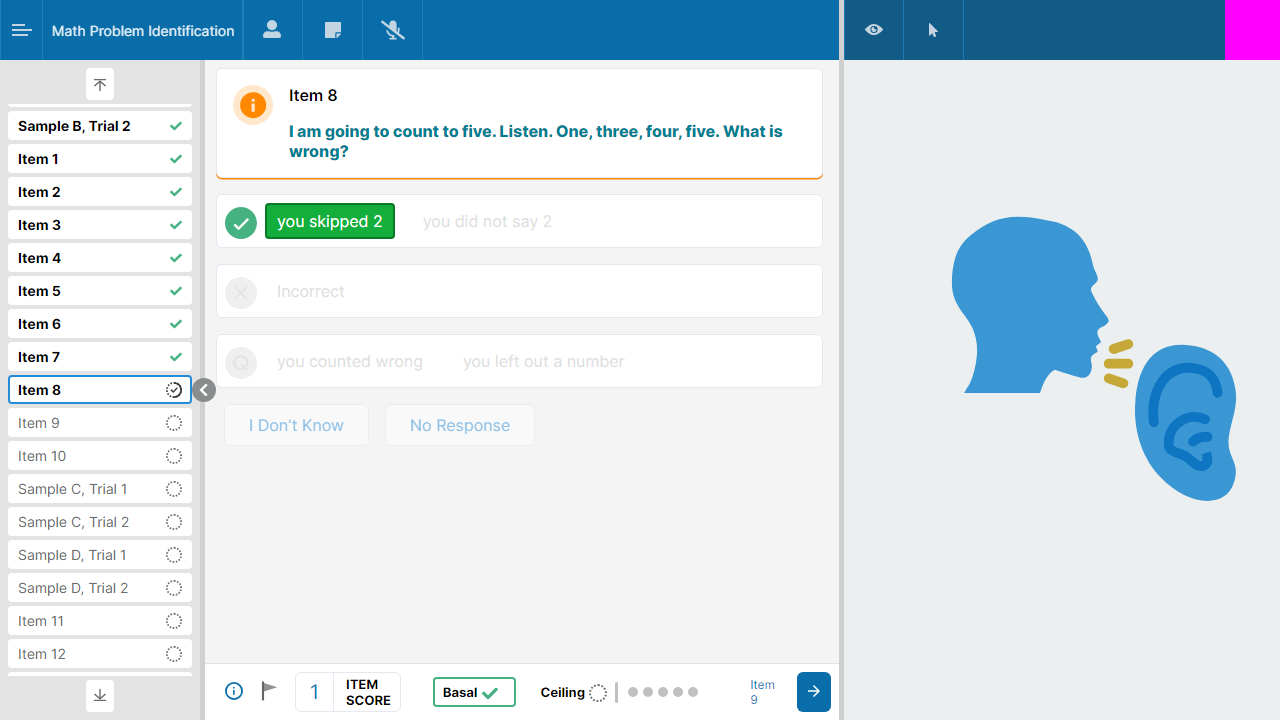 Math Problem Identification
Sample B, Trial 2
Item 1
Item 2
Item 3
Item 4
Item 5
Item 6
Item 7
Item 8
Item 9
Item 10
Sample C, Trial 1
Sample C, Trial 2
Sample D, Trial 1
Sample D, Trial 2
Item 11
Item 12
Item 8
I am going to count to five. Listen. One, three, four, five. What is
wrong?
you skipped 2 you did not say 2
Incorrect
Q you counted wrong you left out a number
I Don't Know No Response
1 ITEM
SCORE
Basal
Ceiling
Item
9